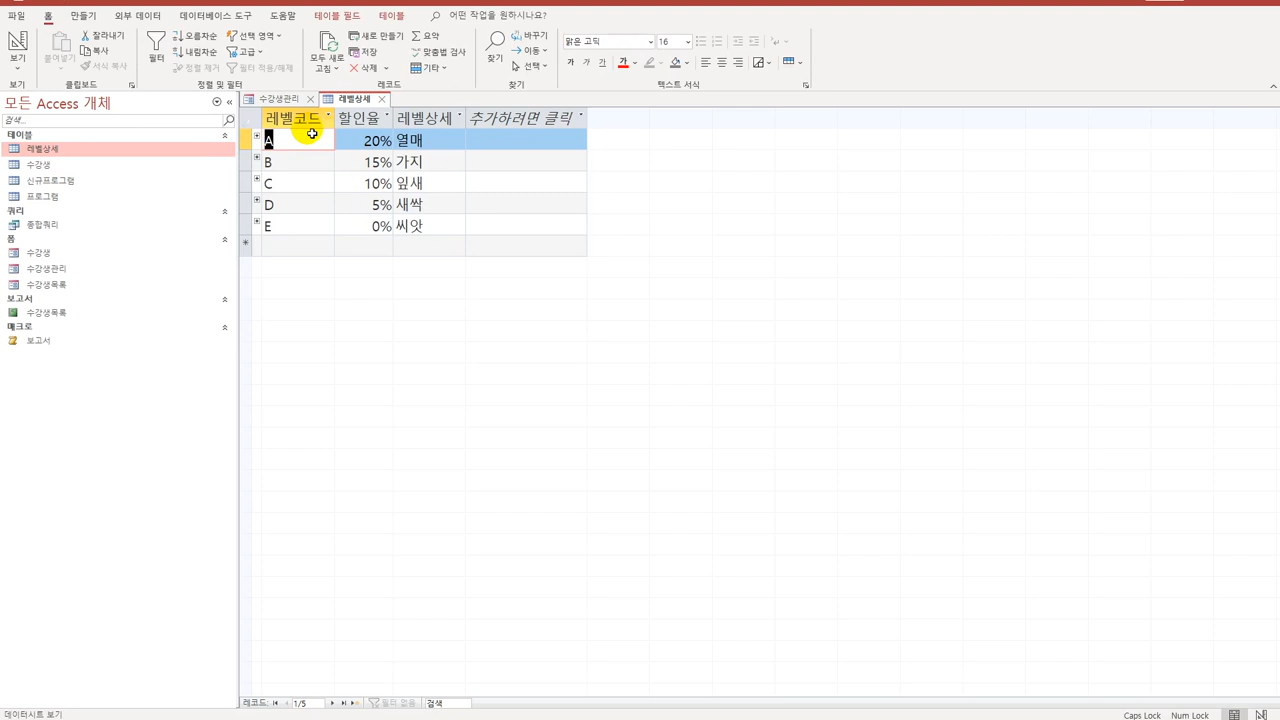 파일 홈 만들기 외부 데이터 데이터베이스 도구 도움말 테이블 필드 테이블 어떤 작업을 원하시나요?
보기
보기
붙여넣기
잘라내기
복사
서식 복사
클립보드
필터
오름차순
내림차순
정렬 제거
선택 영역
고급
필터 적용/해제
정렬 및 필터
모두 새로 고침
새로 만들기
저장
삭제
요약
맞춤법 검사
기타
레코드
찾기
바꾸기
이동
선택
찾기
맑은 고딕 16
가 가 가 가
텍스트 서식
모든 Access 개체
검색...
테이블
레벨상세
수강생
신규프로그램
프로그램
쿼리
종합쿼리
폼
수강생
수강생관리
수강생목록
보고서
수강생목록
매크로
보고서
수강생관리 레벨상세
레벨코드 할인율 레벨상세 추가하려면 클릭
A 20% 열매
B 15% 가지
C 10% 잎새
D 5% 새싹
E 0% 씨앗
레코드: 1/5 필터 없음 검색
데이터시트 보기 Caps Lock Num Lock